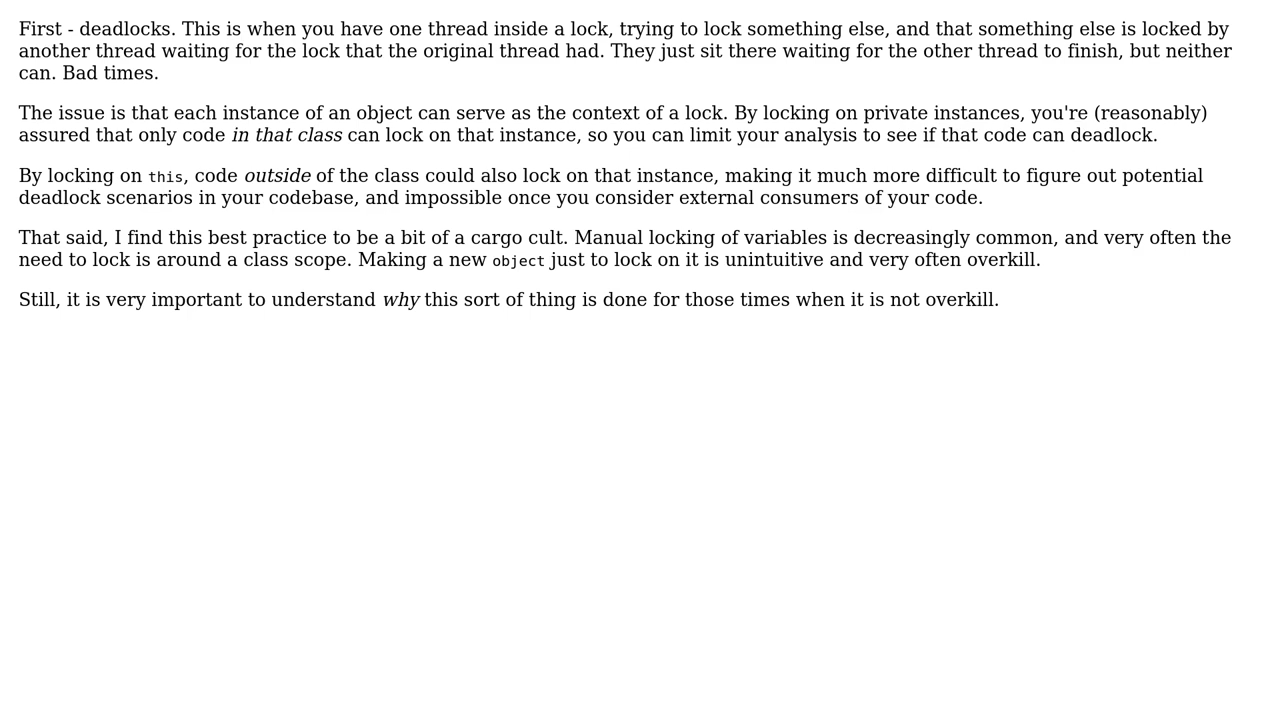 First - deadlocks. This is when you have one thread inside a lock, trying to lock something else, and that something else is locked by
another thread waiting for the lock that the original thread had. They just sit there waiting for the other thread to finish, but neither
can. Bad times.
The issue is that each instance of an object can serve as the context of a lock. By locking on private instances, you're (reasonably)
assured that only code in that class can lock on that instance, so you can limit your analysis to see if that code can deadlock.
By locking on this, code outside of the class could also lock on that instance, making it much more difficult to figure out potential
deadlock scenarios in your codebase, and impossible once you consider external consumers of your code.
That said, I find this best practice to be a bit of a cargo cult. Manual locking of variables is decreasingly common, and very often the
need to lock is around a class scope. Making a new object just to lock on it is unintuitive and very often overkill.
Still, it is very important to understand why this sort of thing is done for those times when it is not overkill.